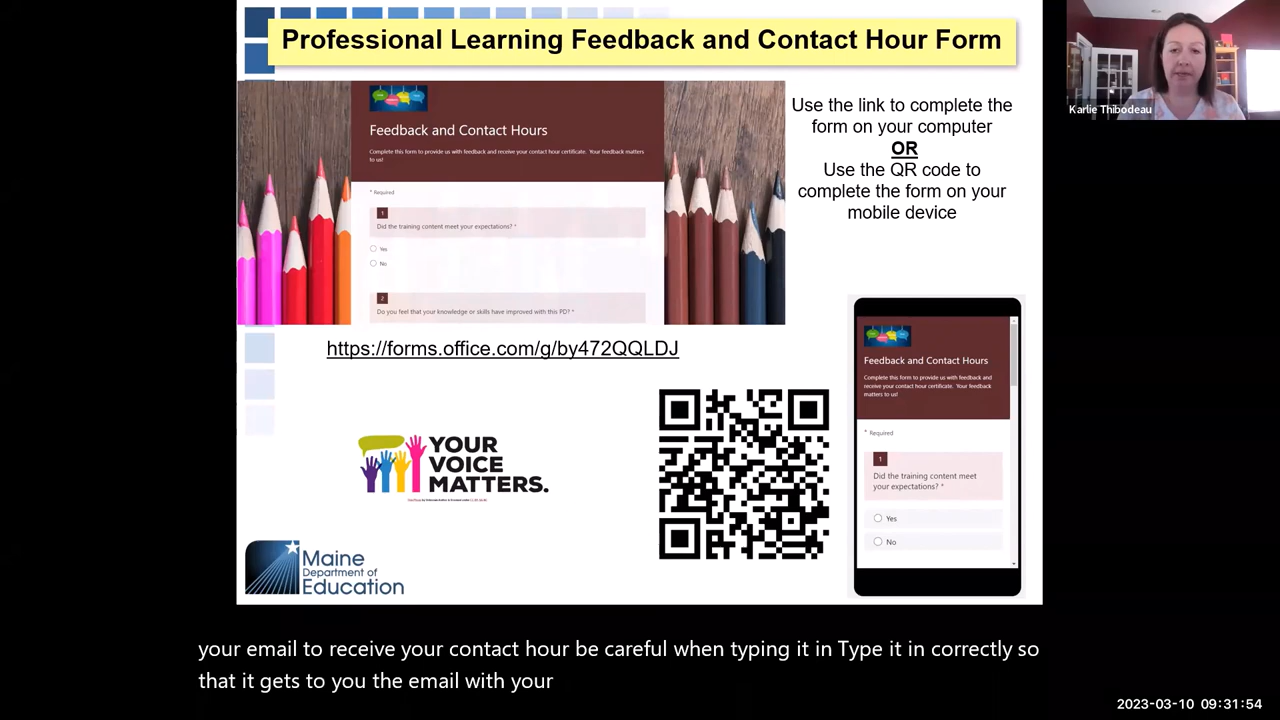 Professional Learning Feedback and Contact Hour Form
Karlie Thibodeau
Feedback and Contact Hours
Complete this form to provide us with feedback and receive your contact hour certificate. Your feedback matters
to us!
* Required
1
Did the training content meet your expectations? *
Yes
No
2
Do you feel that your knowledge or skills have improved with this PD? *
Use the link to complete the
form on your computer
OR
Use the QR code to
complete the form on your
mobile device
https://forms.office.com/g/by472QQLDJ
YOUR
VOICE
MATTERS.
Feedback and Contact Hours
Complete this form to provide us with feedback and
receive your contact hour certificate. Your feedback
matters to us!
* Required
1
Did the training content meet
your expectations? *
Yes
No
Maine
Department of
Education
your email to receive your contact hour be careful when typing it in Type it in correctly so
that it gets to you the email with your
2023-03-10 09:31:54